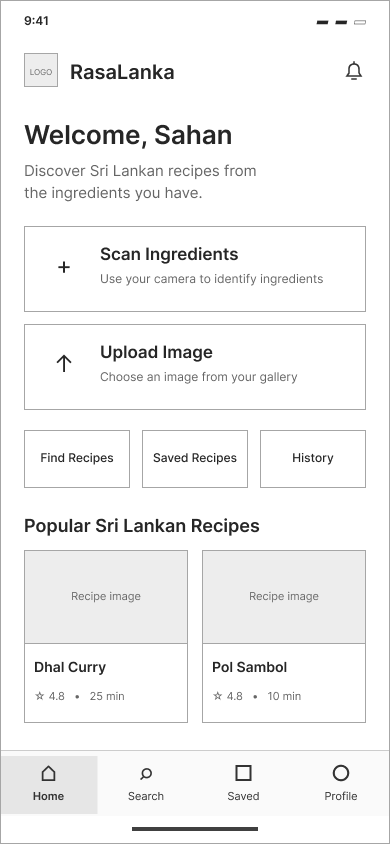 9:41
LOGO
RasaLanka
Welcome, Sahan
Discover Sri Lankan recipes from
the ingredients you have.
+
Scan Ingredients
Use your camera to identify ingredients
Upload Image
Choose an image from your gallery
Find Recipes
Saved Recipes
History
Popular Sri Lankan Recipes
Recipe image
Recipe image
Dhal Curry
☆ 4.8 • 25 min
Pol Sambol
☆ 4.8 • 10 min
Home
Search
Saved
Profile